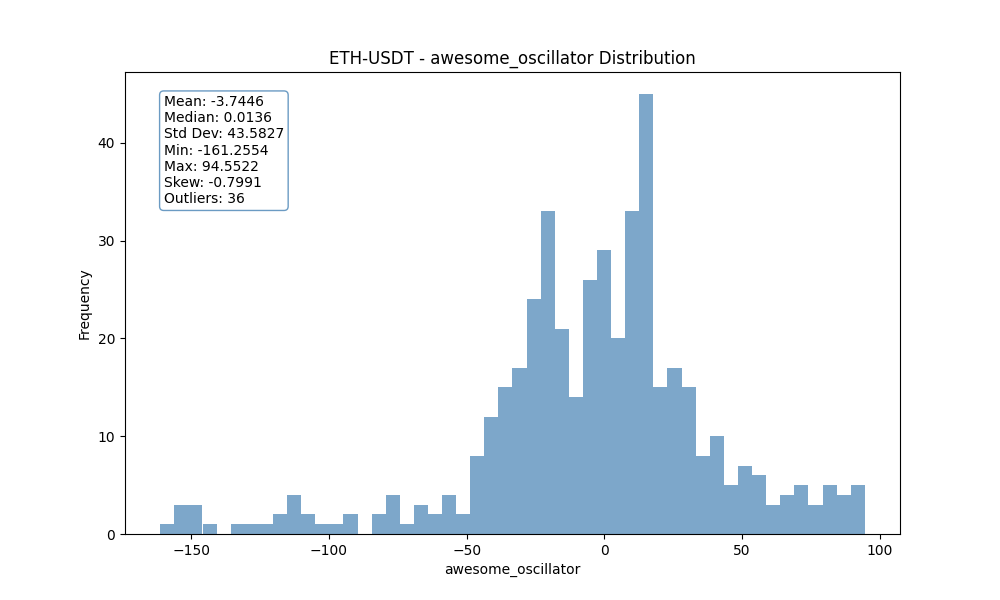 ETH-USDT - awesome_oscillator Distribution
Mean: -3.7446
Median: 0.0136
Std Dev: 43.5827
Min: -161.2554
Max: 94.5522
Skew: -0.7991
Outliers: 36
Frequency
40
30
20
10
0
−150
−100
−50
0
50
100
awesome_oscillator